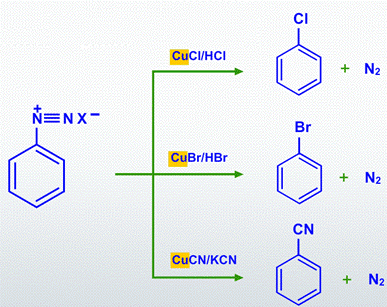 Cl
CuCl/HCl
+ N₂
+
N≡N X⁻
Br
CuBr/HBr
+ N₂
CN
CuCN/KCN
+ N₂